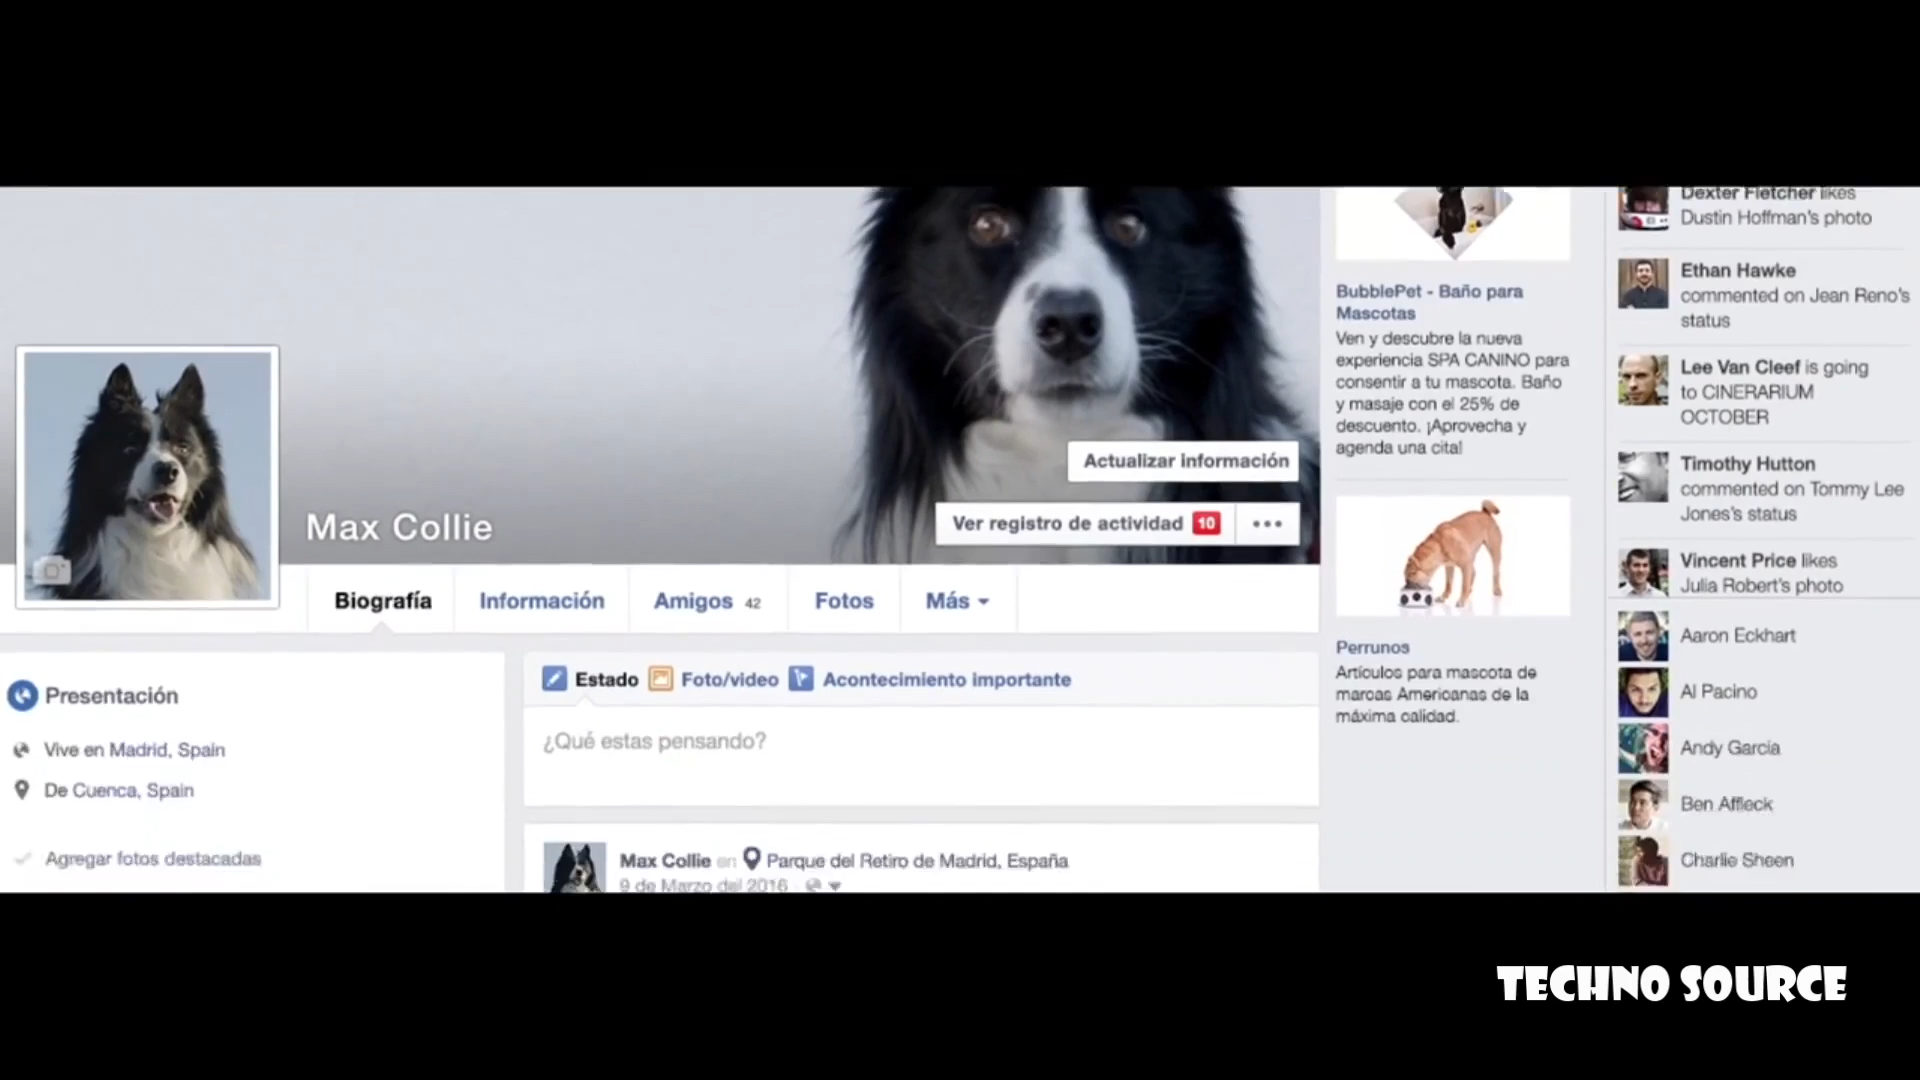 Max Collie
Actualizar información
Ver registro de actividad 10
Biografía
Información
Amigos 42
Fotos
Más
Presentación
Vive en Madrid, Spain
De Cuenca, Spain
Agregar fotos destacadas
Estado
Foto/video
Acontecimiento importante
¿Qué estas pensando?
Max Collie en Parque del Retiro de Madrid, España
9 de Marzo del 2016
BubblePet - Baño para
Mascotas
Ven y descubre la nueva
experiencia SPA CANINO para
consentir a tu mascota. Baño
y masaje con el 25% de
descuento. ¡Aprovecha y
agenda una cita!
Perrunos
Artículos para mascota de
marcas Americanas de la
máxima calidad.
Dexter Fletcher likes
Dustin Hoffman's photo
Ethan Hawke
commented on Jean Reno's
status
Lee Van Cleef is going
to CINERARIUM
OCTOBER
Timothy Hutton
commented on Tommy Lee
Jones's status
Vincent Price likes
Julia Robert's photo
Aaron Eckhart
Al Pacino
Andy Garcia
Ben Affleck
Charlie Sheen
TECHNO SOURCE